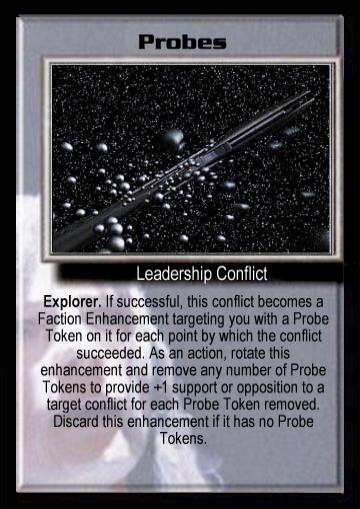 Probes
Leadership Conflict
Explorer. If successful, this conflict becomes a
Faction Enhancement targeting you with a Probe
Token on it for each point by which the conflict
succeeded. As an action, rotate this
enhancement and remove any number of Probe
Tokens to provide +1 support or opposition to a
target conflict for each Probe Token removed.
Discard this enhancement if it has no Probe
Tokens.